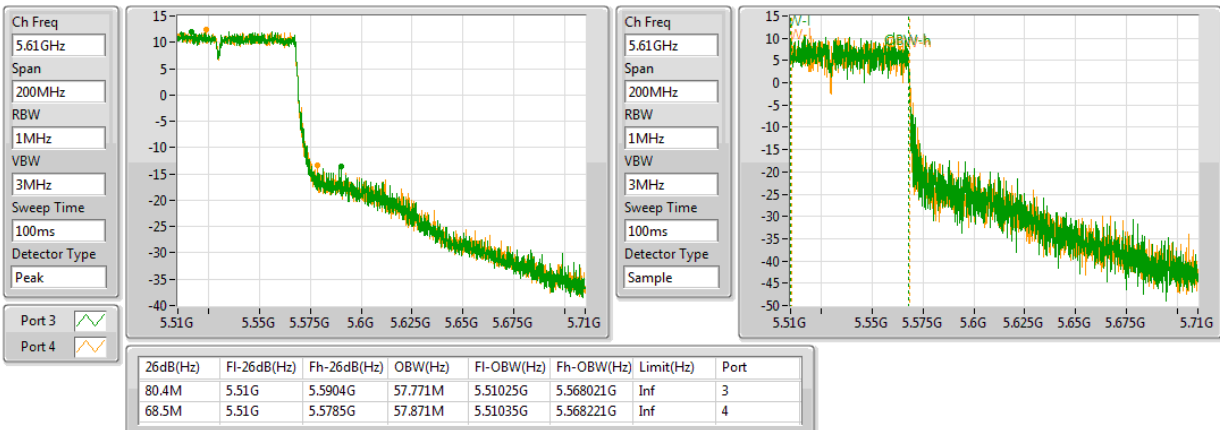 Ch Freq
5.61GHz
Span
200MHz
RBW
1MHz
VBW
3MHz
Sweep Time
100ms
Detector Type
Peak
15
10
5
0
-5
-10
-15
-20
-25
-30
-35
-40
5.51G 5.55G 5.575G 5.6G 5.625G 5.65G 5.675G 5.71G
Port 3
Port 4
Ch Freq
5.61GHz
Span
200MHz
RBW
1MHz
VBW
3MHz
Sweep Time
100ms
Detector Type
Sample
15
10
5
0
-5
-10
-15
-20
-25
-30
-35
-40
-45
-50
W-l
OBW-h
5.51G 5.55G 5.575G 5.6G 5.625G 5.65G 5.675G 5.71G
26dB(Hz) Fl-26dB(Hz) Fh-26dB(Hz) OBW(Hz) Fl-OBW(Hz) Fh-OBW(Hz) Limit(Hz) Port
80.4M 5.51G 5.5904G 57.771M 5.51025G 5.568021G Inf 3
68.5M 5.51G 5.5785G 57.871M 5.51035G 5.568221G Inf 4